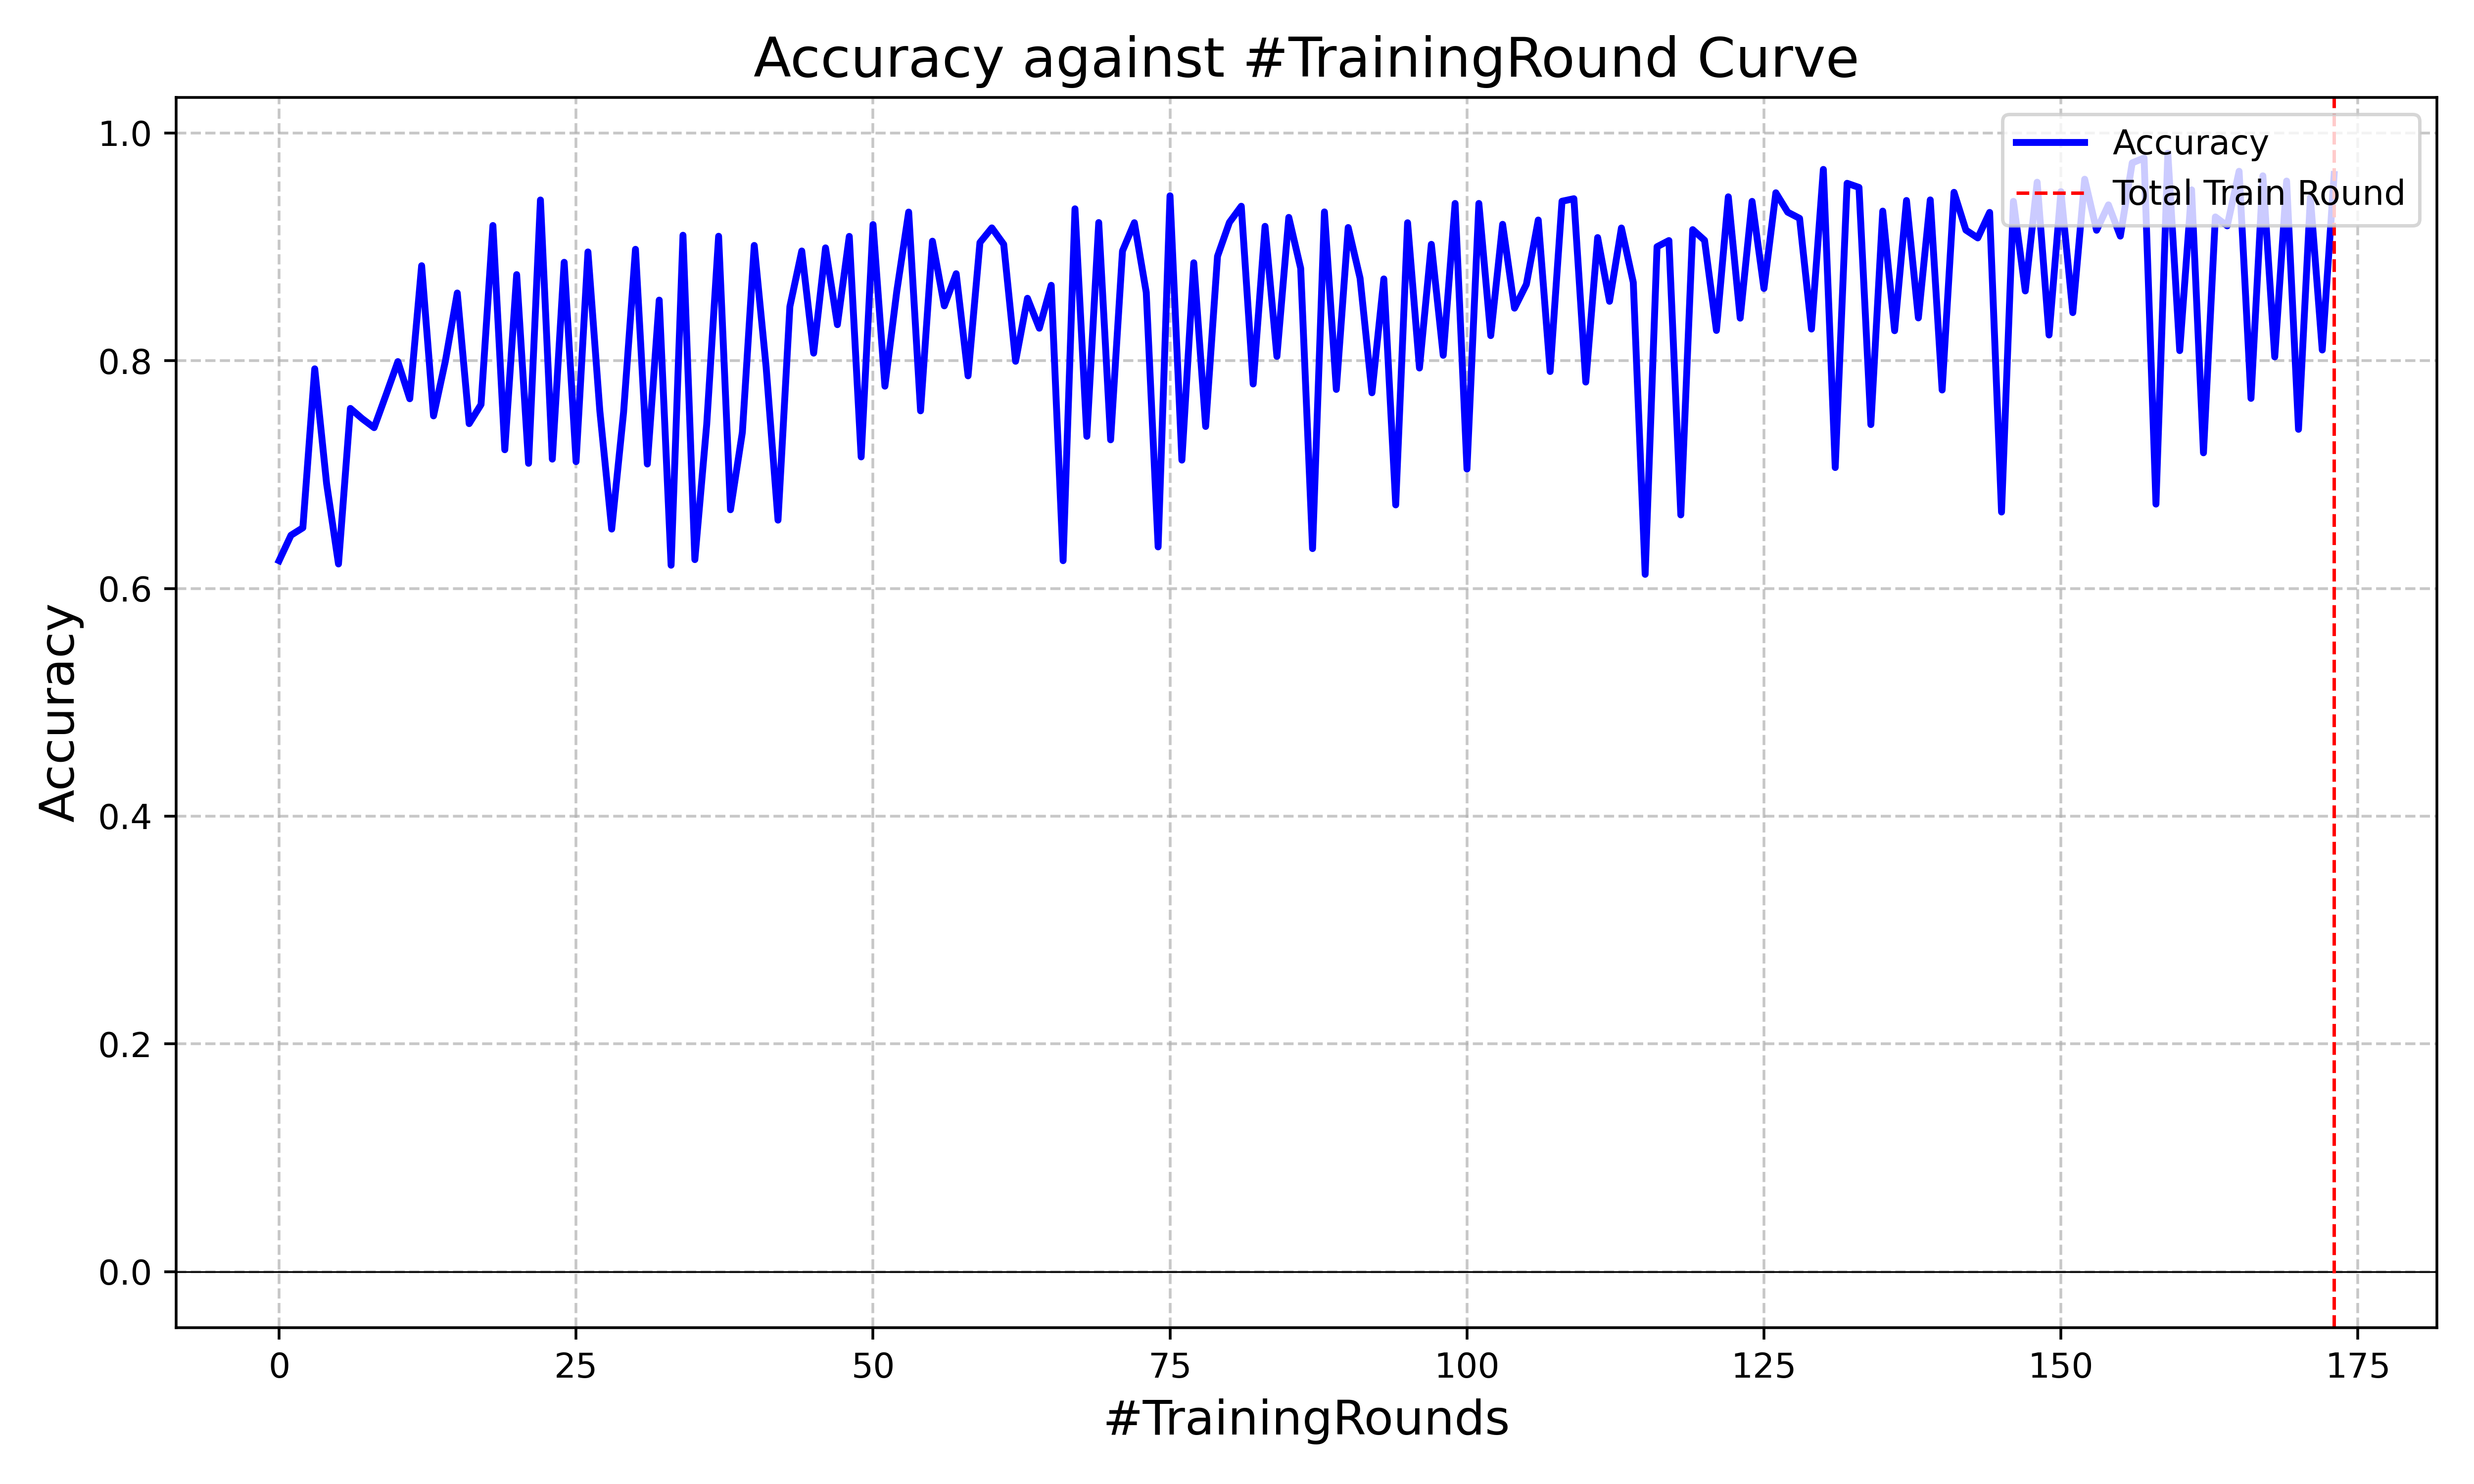 Accuracy against #TrainingRound Curve
Accuracy
Total Train Round
1.0
0.8
0.6
0.4
0.2
0.0
Accuracy
0 25 50 75 100 125 150 175
#TrainingRounds